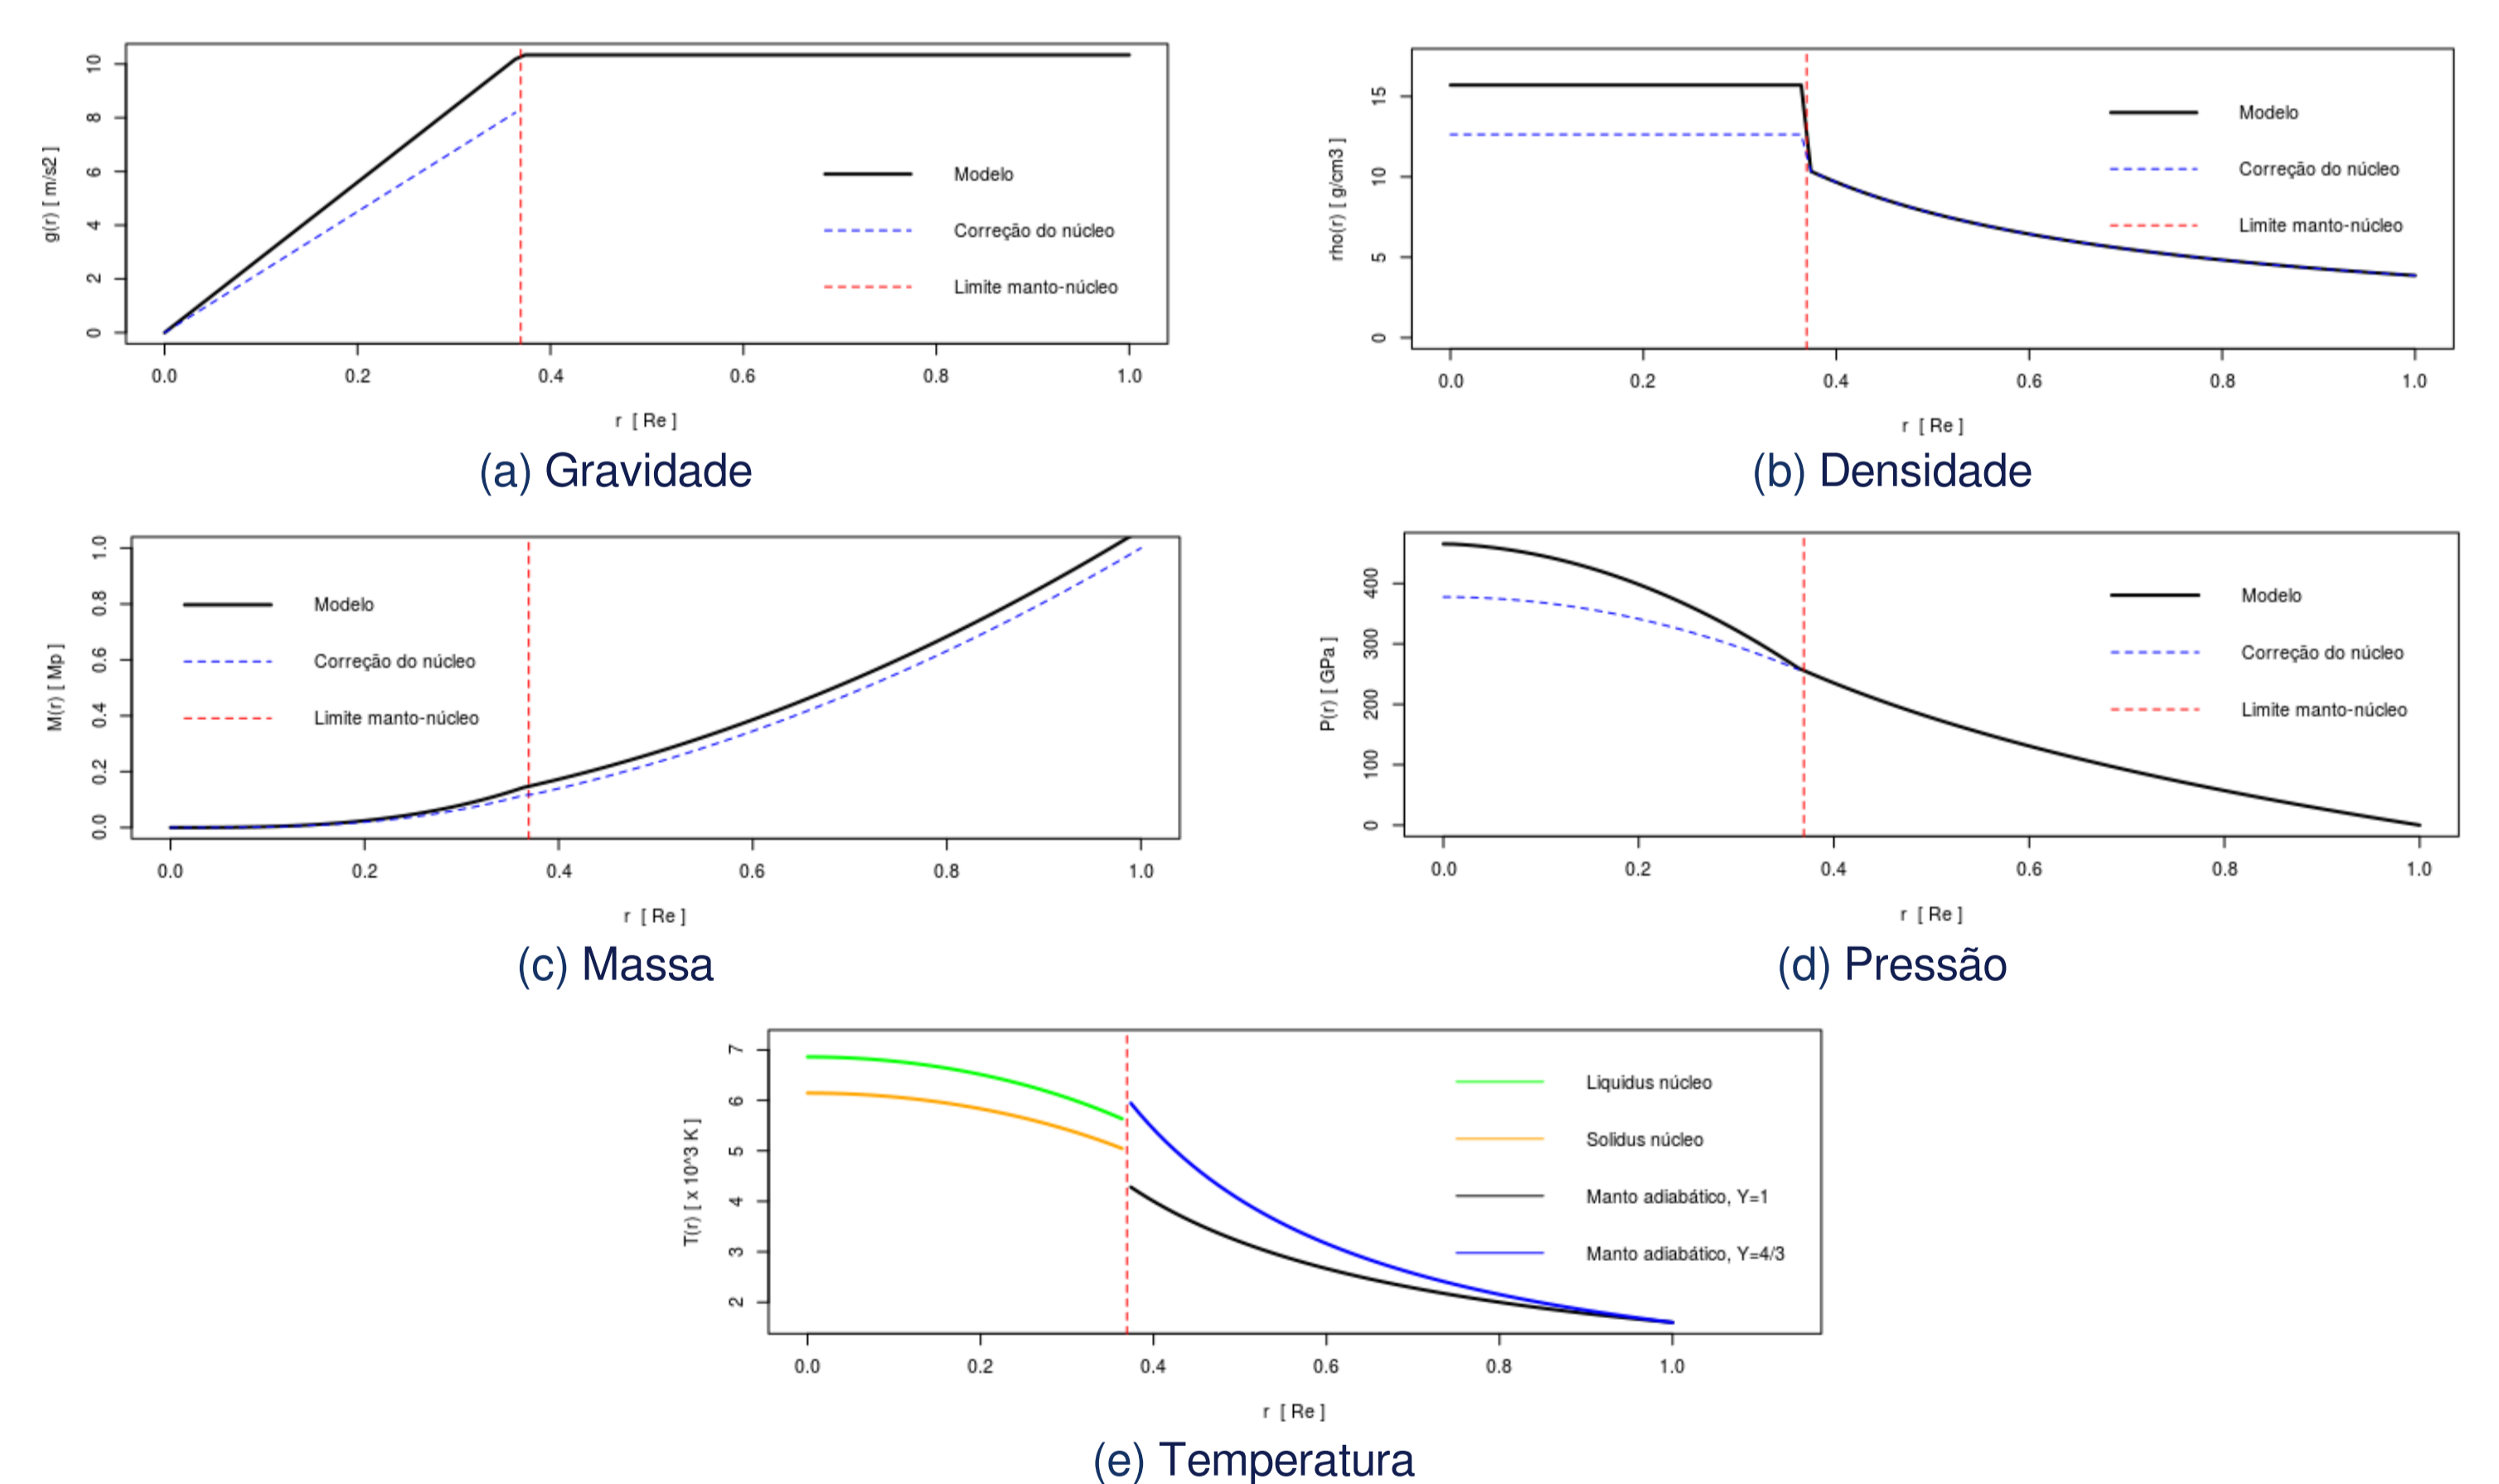 g(r) [ m/s2 ]
10
8
6
4
2
0
Modelo
Correção do núcleo
Limite manto-núcleo
0.0 0.2 0.4 0.6 0.8 1.0
r [ Re ]
(a) Gravidade
rho(r) [ g/cm3 ]
15
10
5
0
Modelo
Correção do núcleo
Limite manto-núcleo
0.0 0.2 0.4 0.6 0.8 1.0
r [ Re ]
(b) Densidade
M(r) [ Mp ]
1.0
0.8
0.6
0.4
0.2
0.0
Modelo
Correção do núcleo
Limite manto-núcleo
0.0 0.2 0.4 0.6 0.8 1.0
r [ Re ]
(c) Massa
P(r) [ GPa ]
400
300
200
100
0
Modelo
Correção do núcleo
Limite manto-núcleo
0.0 0.2 0.4 0.6 0.8 1.0
r [ Re ]
(d) Pressão
T(r) [ x 10^3 K ]
7
6
5
4
3
2
Liquidus núcleo
Solidus núcleo
Manto adiabático, Y=1
Manto adiabático, Y=4/3
0.0 0.2 0.4 0.6 0.8 1.0
r [ Re ]
(e) Temperatura